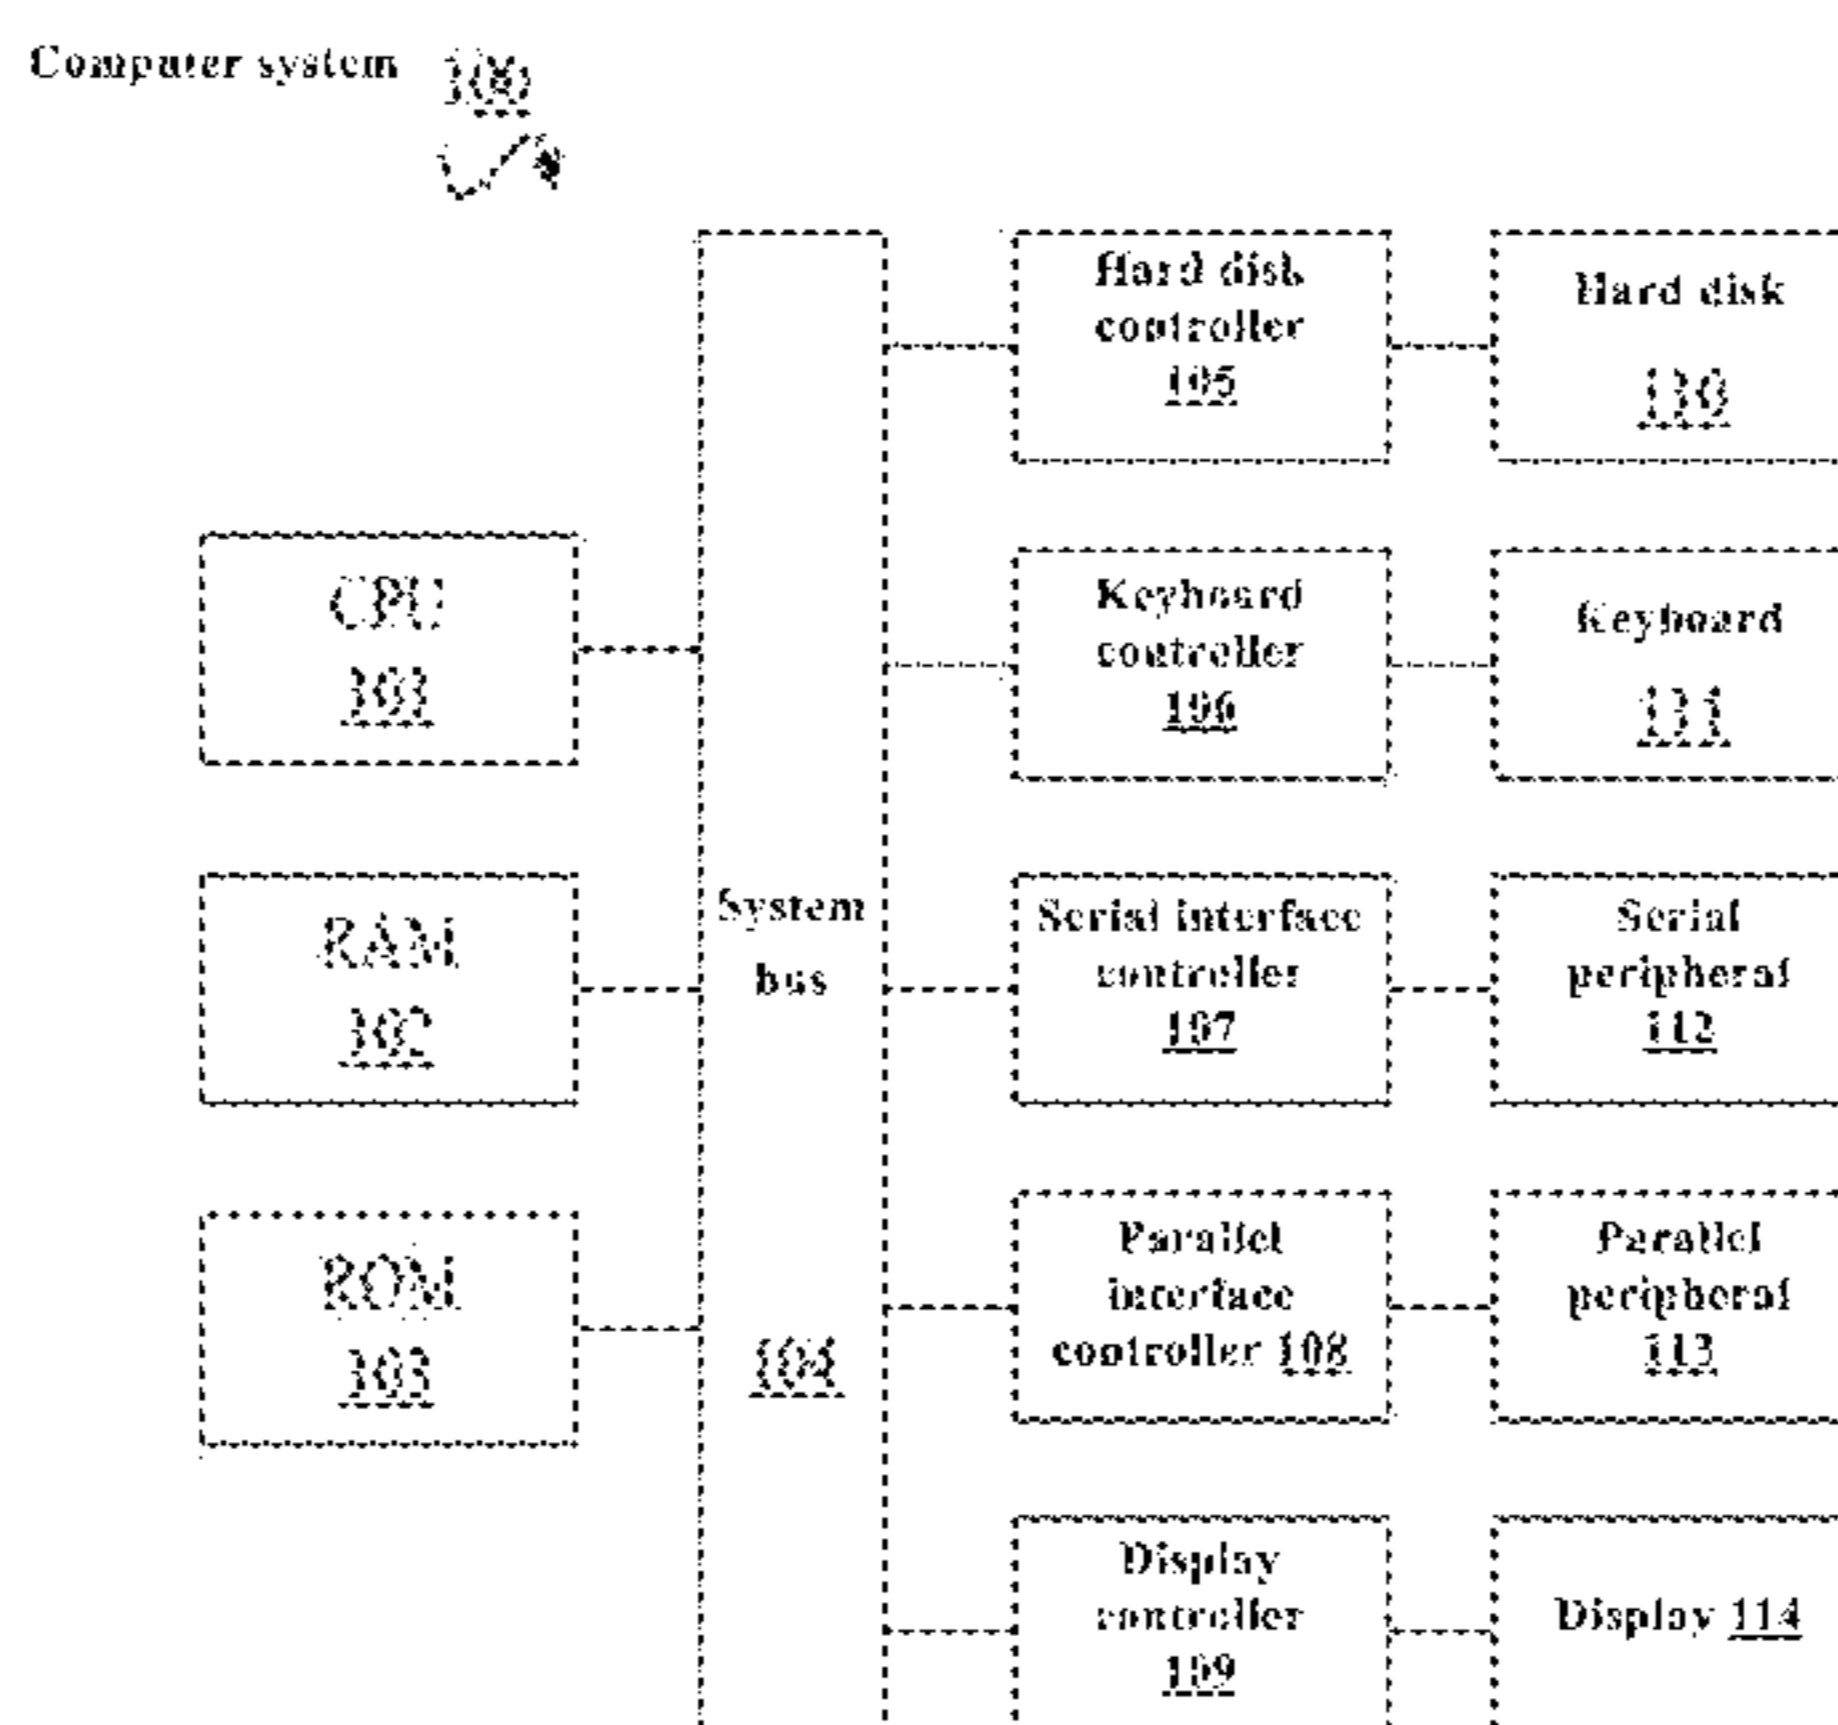 Computer system 100
Hard disk
controller
105
Hard disk
110
CPU
101
Keyboard
controller
106
Keyboard
111
RAM
102
System
bus
104
Serial interface
controller
107
Serial
peripheral
112
ROM
103
Parallel
interface
controller 108
Parallel
peripheral
113
Display
controller
109
Display 114